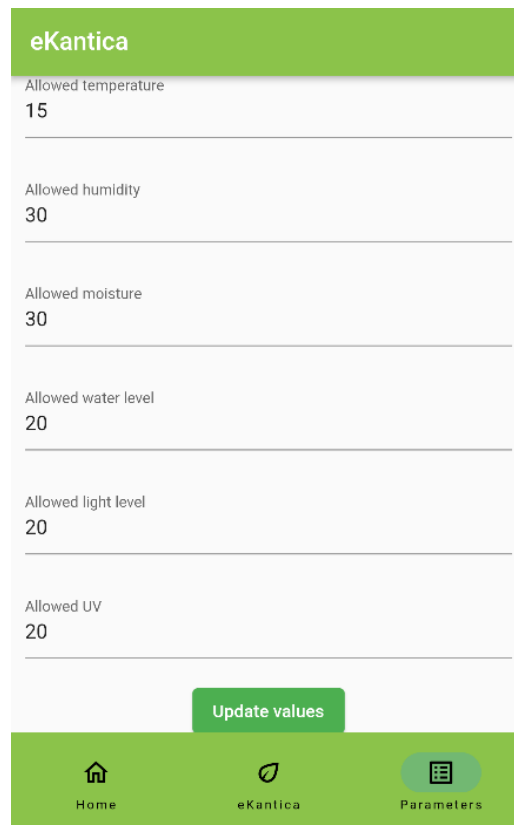 eKantica
Allowed temperature
15
Allowed humidity
30
Allowed moisture
30
Allowed water level
20
Allowed light level
20
Allowed UV
20
Update values
Home
eKantica
Parameters